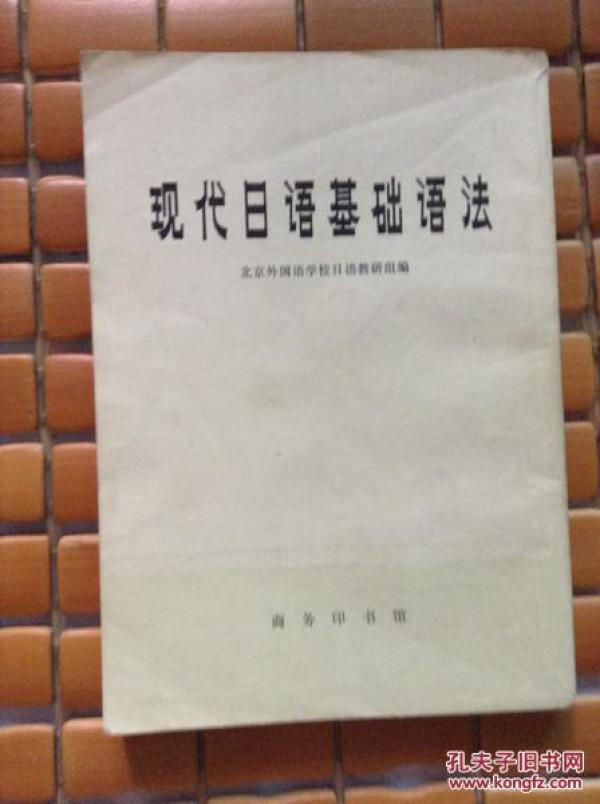 现代日语基础语法
北京外国语学校日语教研组编
商务印书馆
孔夫子旧书网
www.kongfz.com